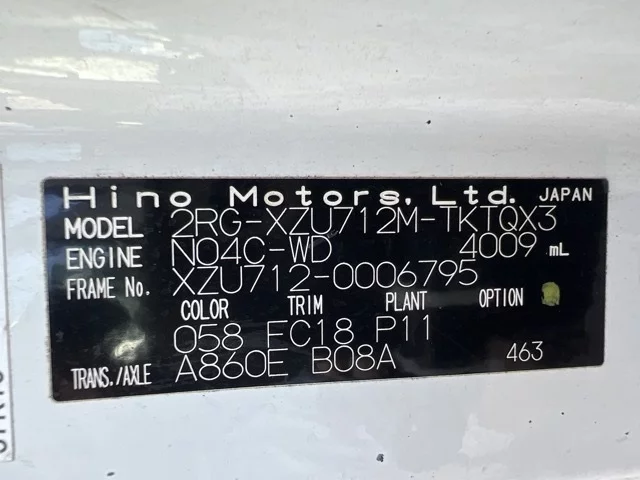 Hino Motors, Ltd. JAPAN
MODEL 2RG-XZU712M-TKTQX3
ENGINE N04C-WD 4009 mL
FRAME No. XZU712-0006795
COLOR TRIM PLANT OPTION
058 FC18 P11
TRANS./AXLE A860E B08A 463